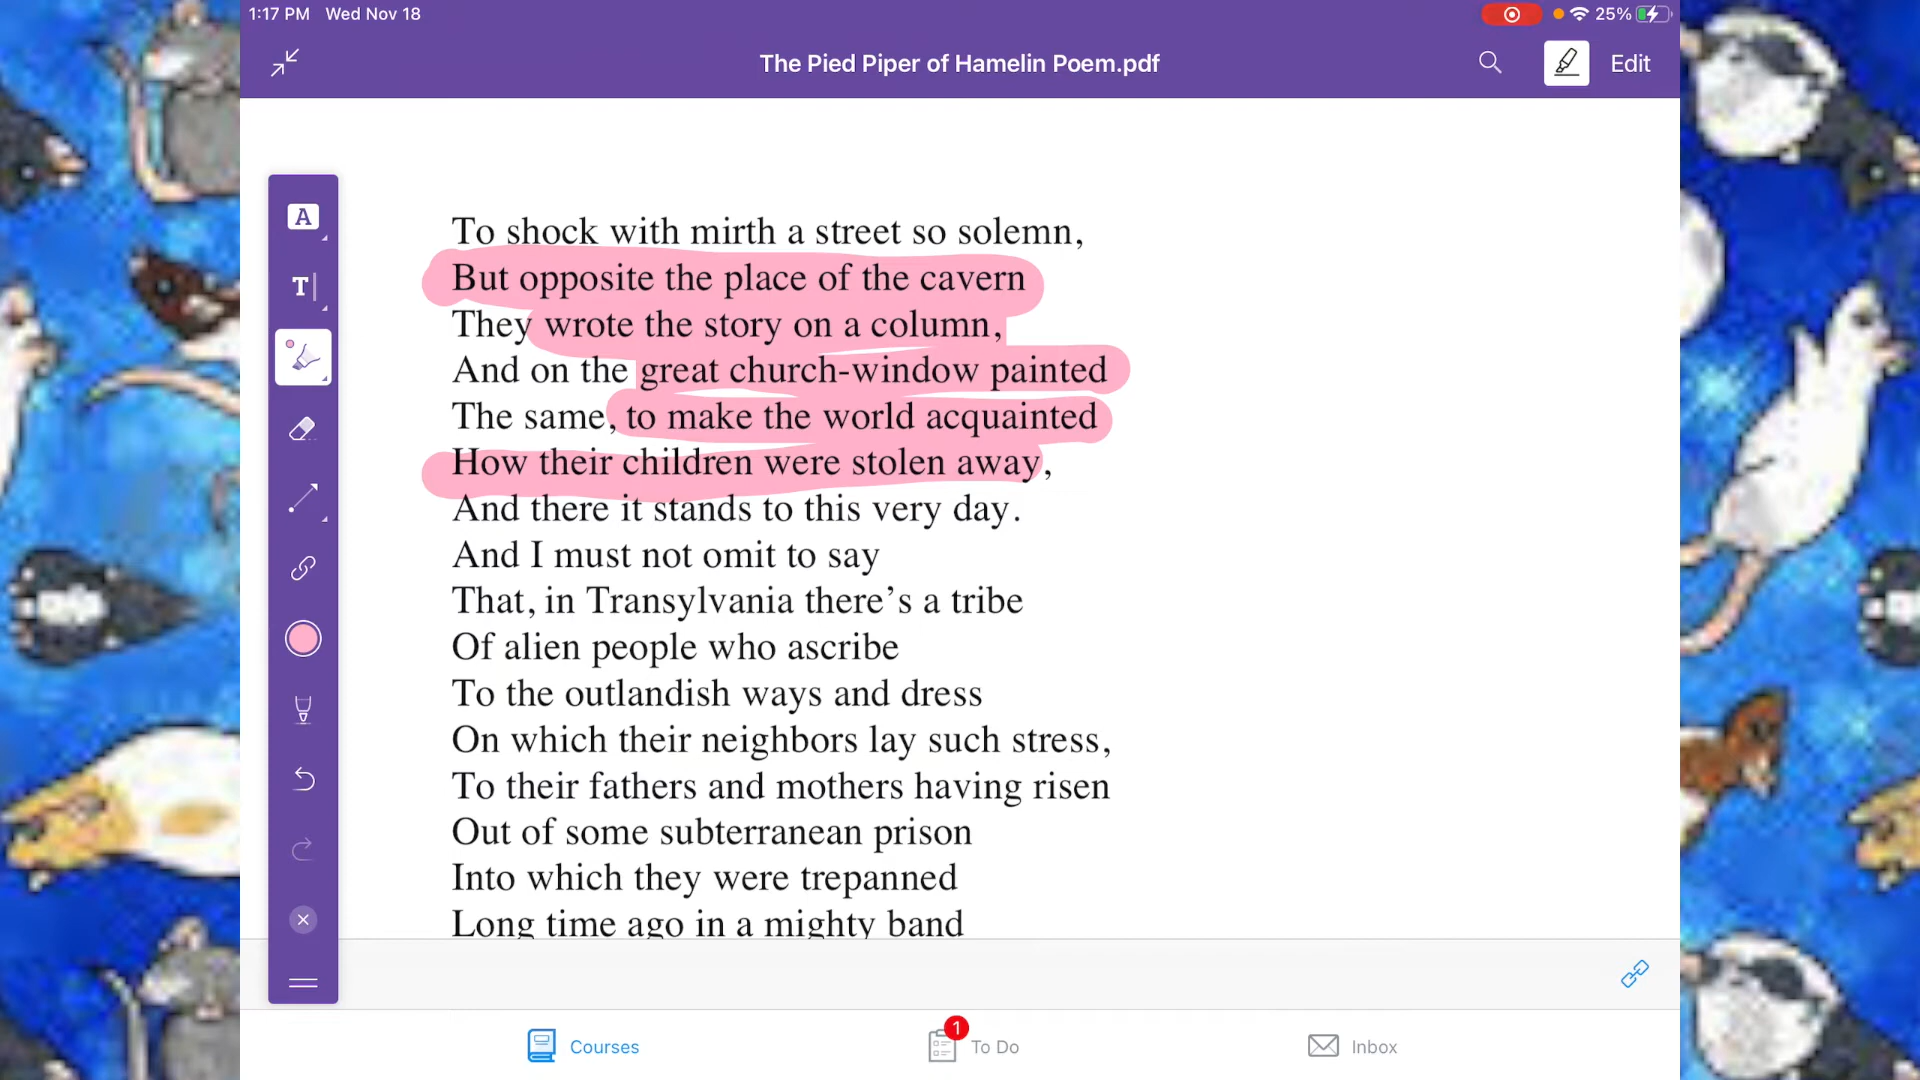 1:17 PM Wed Nov 18
25%
The Pied Piper of Hamelin Poem.pdf
Edit
A
T
To shock with mirth a street so solemn,
But opposite the place of the cavern
They wrote the story on a column,
And on the great church-window painted
The same, to make the world acquainted
How their children were stolen away,
And there it stands to this very day.
And I must not omit to say
That, in Transylvania there’s a tribe
Of alien people who ascribe
To the outlandish ways and dress
On which their neighbors lay such stress,
To their fathers and mothers having risen
Out of some subterranean prison
Into which they were trepanned
Long time ago in a mighty band
Courses
1
To Do
Inbox